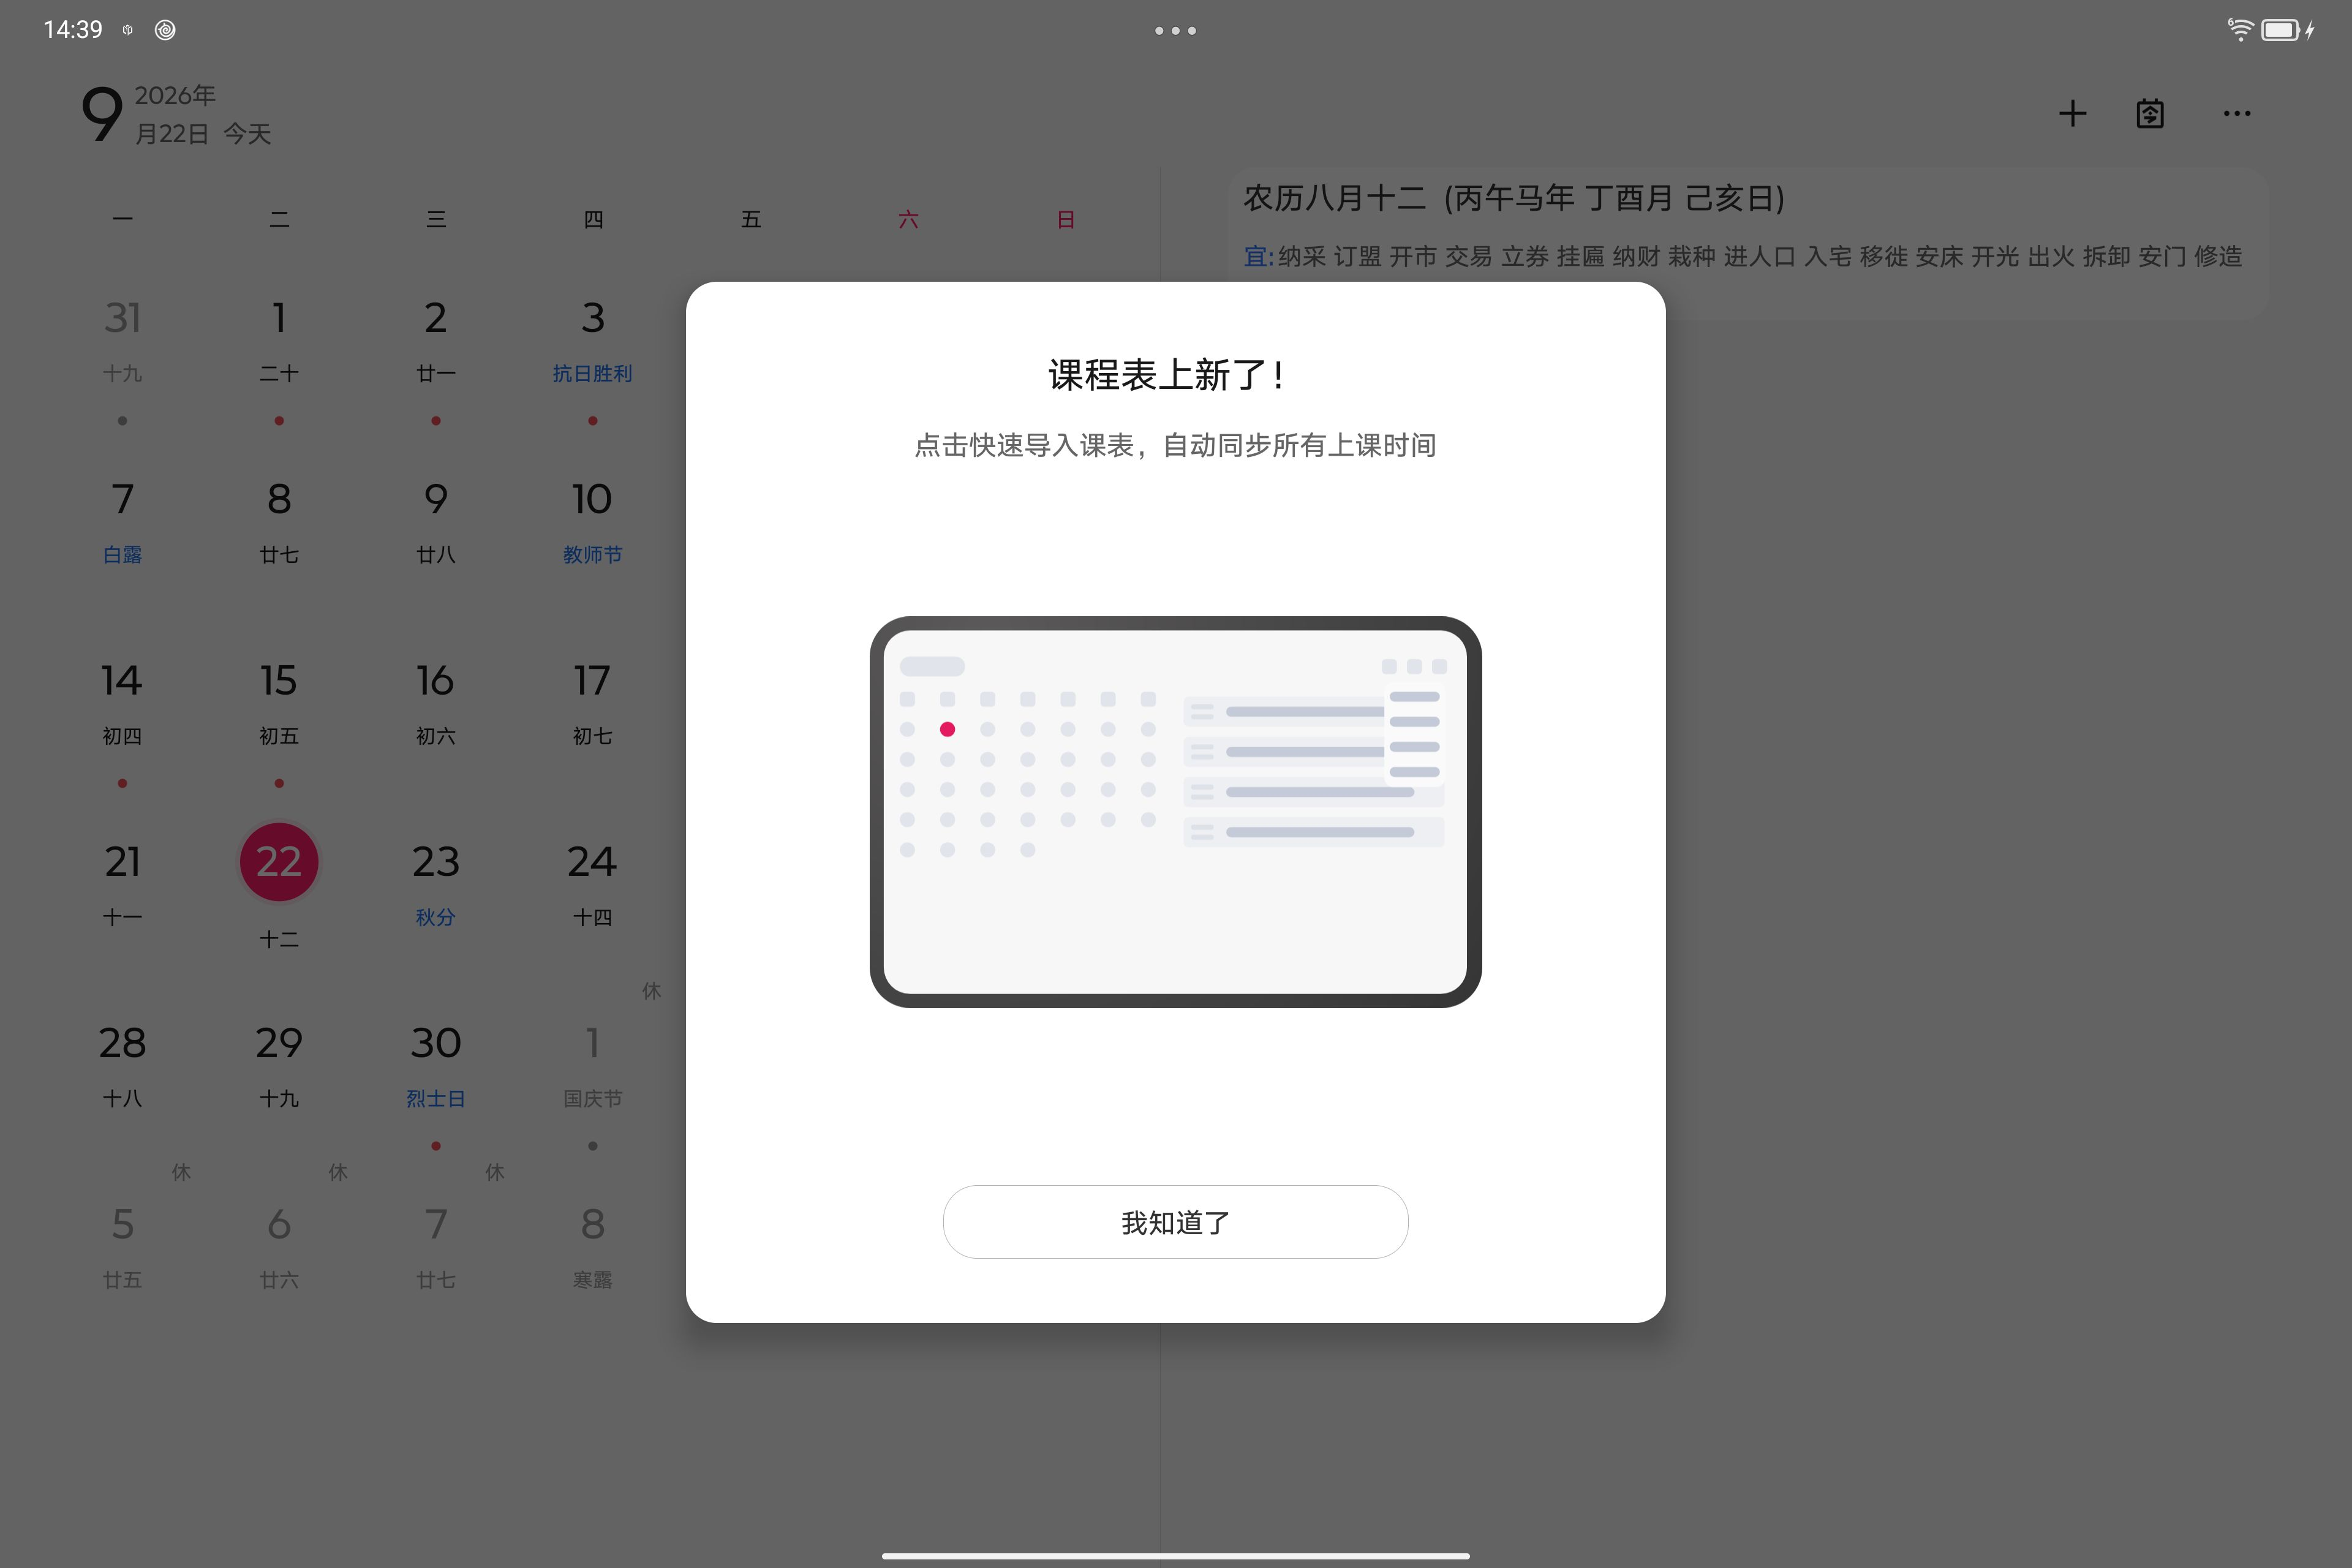 14:39
9
2026年
月22日 今天
一 二 三 四 五 六 日
农历八月十二 (丙午马年 丁酉月 己亥日)
宜: 纳采 订盟 开市 交易 立券 挂匾 纳财 栽种 进人口 入宅 移徙 安床 开光 出火 拆卸 安门 修造
31 1 2 3
十九 二十 廿一 抗日胜利
课程表上新了！
点击快速导入课表，自动同步所有上课时间
7 8 9 10
白露 廿七 廿八 教师节
14 15 16 17
初四 初五 初六 初七
21 22 23 24
十一 十二 秋分 十四
休
28 29 30 1
十八 十九 烈士日 国庆节
休 休 休
5 6 7 8
廿五 廿六 廿七 寒露
我知道了